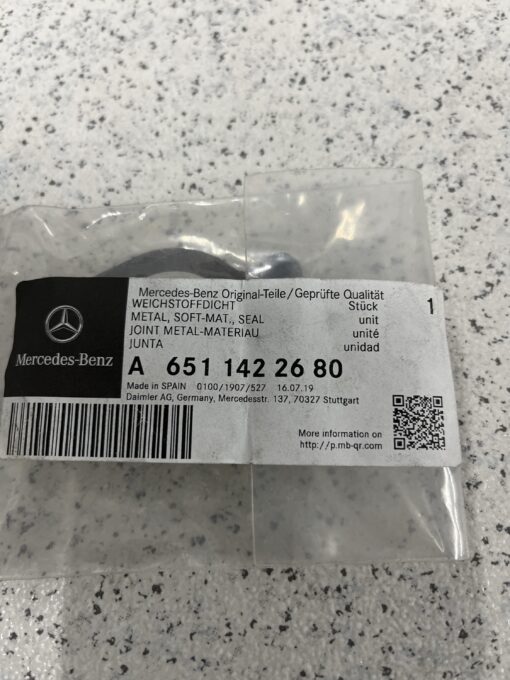 Mercedes-Benz Original-Teile/Geprüfte Qualität
WEICHSTOFFDICHT Stück 1
METAL, SOFT-MAT., SEAL unit
JOINT METAL-MATERIAU unité
JUNTA unidad
Mercedes-Benz
A 651 142 26 80
Made in SPAIN 0100/1907/527 16.07.19
Daimler AG, Germany, Mercedesstr. 137, 70327 Stuttgart
More information on
http://p.mb-qr.com